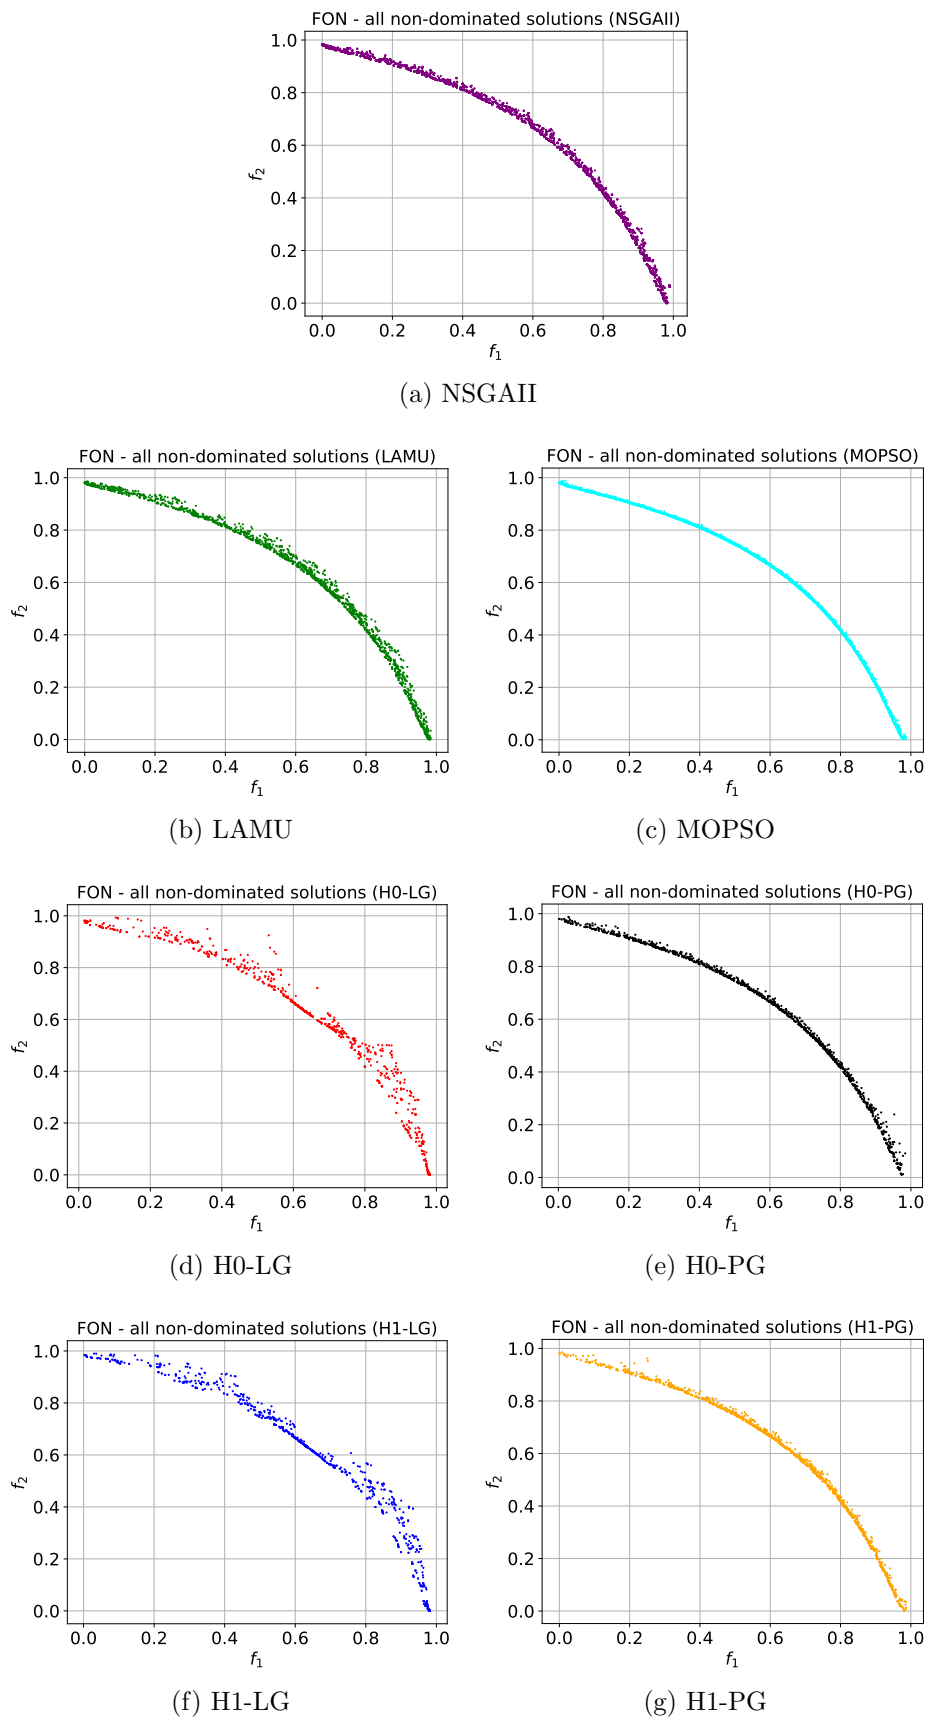 FON - all non-dominated solutions (NSGAII)
1.0
0.8
0.6
0.4
0.2
0.0
f2
0.0 0.2 0.4 0.6 0.8 1.0
f1
(a) NSGAII
FON - all non-dominated solutions (LAMU)
1.0
0.8
0.6
0.4
0.2
0.0
f2
0.0 0.2 0.4 0.6 0.8 1.0
f1
(b) LAMU
FON - all non-dominated solutions (MOPSO)
1.0
0.8
0.6
0.4
0.2
0.0
f2
0.0 0.2 0.4 0.6 0.8 1.0
f1
(c) MOPSO
FON - all non-dominated solutions (H0-LG)
1.0
0.8
0.6
0.4
0.2
0.0
f2
0.0 0.2 0.4 0.6 0.8 1.0
f1
(d) H0-LG
FON - all non-dominated solutions (H0-PG)
1.0
0.8
0.6
0.4
0.2
0.0
f2
0.0 0.2 0.4 0.6 0.8 1.0
f1
(e) H0-PG
FON - all non-dominated solutions (H1-LG)
1.0
0.8
0.6
0.4
0.2
0.0
f2
0.0 0.2 0.4 0.6 0.8 1.0
f1
(f) H1-LG
FON - all non-dominated solutions (H1-PG)
1.0
0.8
0.6
0.4
0.2
0.0
f2
0.0 0.2 0.4 0.6 0.8 1.0
f1
(g) H1-PG